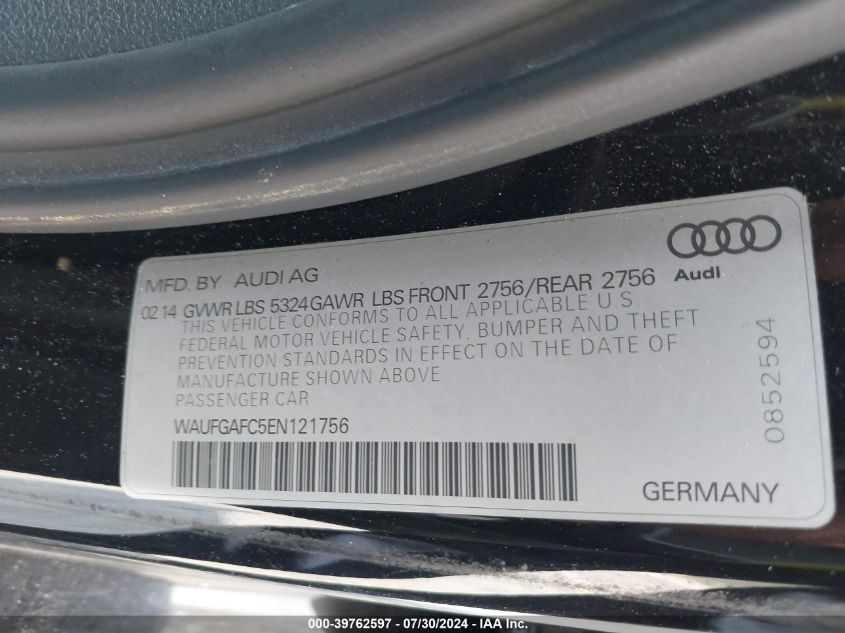 Audi
MFD. BY AUDI AG
02 14 GVWR LBS 5324 GAWR LBS FRONT 2756/REAR 2756
THIS VEHICLE CONFORMS TO ALL APPLICABLE U S.
FEDERAL MOTOR VEHICLE SAFETY, BUMPER AND THEFT
PREVENTION STANDARDS IN EFFECT ON THE DATE OF
MANUFACTURE SHOWN ABOVE
PASSENGER CAR
WAUFGAFC5EN121756
0852594
GERMANY
000-39762597 / 07/30/2024 - © IAA Inc.